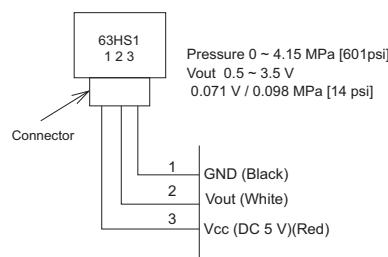 63HS1
1 2 3
Pressure 0 ~ 4.15 MPa [601psi]
Vout 0.5 ~ 3.5 V
0.071 V / 0.098 MPa [14 psi]
Connector
1 GND (Black)
2 Vout (White)
3 Vcc (DC 5 V)(Red)